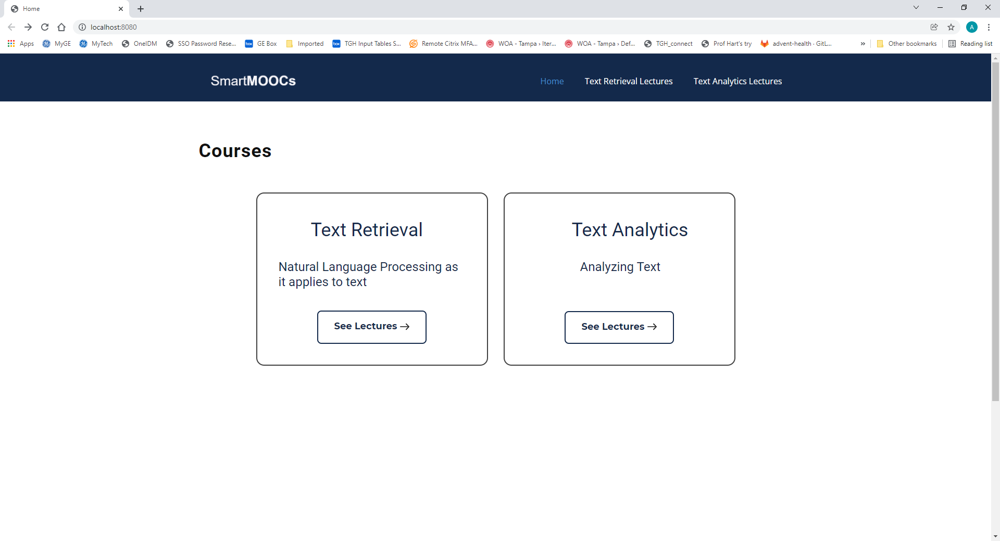 Home
localhost:8080
A
Apps MyGE MyTech OneIDM SSO Password Rese... box GE Box Imported box TGH Input Tables S... Remote Citrix MFA... WOA - Tampa › Iter... WOA - Tampa › Def... TGH_connect Prof Hart's try advent-health · GitL... » Other bookmarks Reading list
SmartMOOCs Home Text Retrieval Lectures Text Analytics Lectures
Courses
Text Retrieval
Natural Language Processing as
it applies to text
See Lectures →
Text Analytics
Analyzing Text
See Lectures →